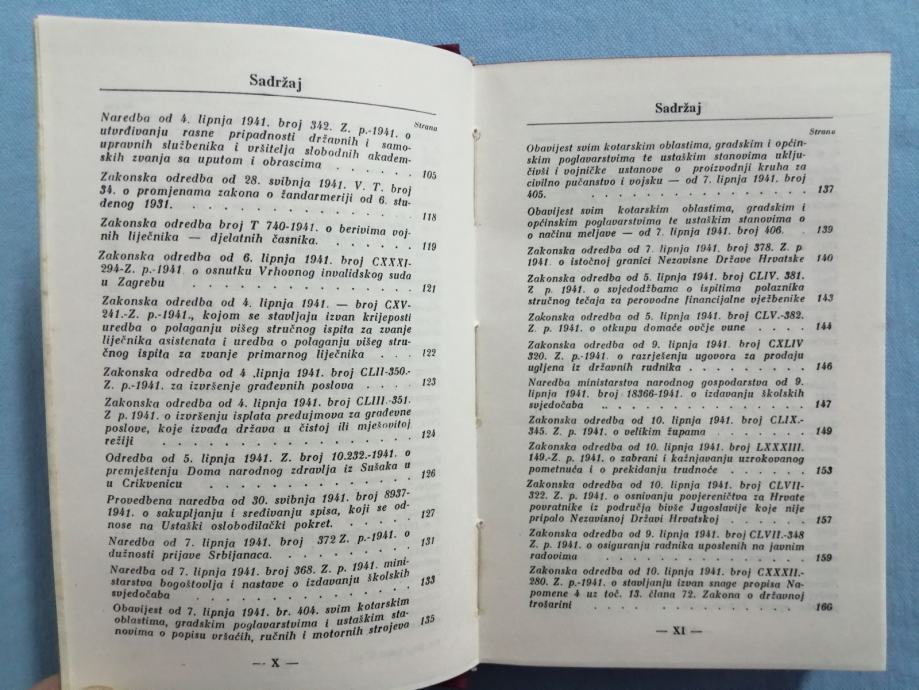 Sadržaj
Strana
Naredba od 4. lipnja 1941. broj 342. Z. p.-1941. o
utvrđivanju rasne pripadnosti državnih i samo-
upravnih službenika i vršitelja slobodnih akadem-
skih zvanja sa uputom i obrascima . . . . 105
Zakonska odredba od 28. svibnja 1941. V. T. broj
34. o promjenama zakona o žandarmeriji od 6. stu-
denog 1931. . . . . . . . . . . . . 118
Zakonska odredba broj T 740-1941. o berivima voj-
nih liječnika — djelatnih časnika. . . . . . 119
Zakonska odredba od 6. lipnja 1941. broj CXXXI-
294-Z. p.-1941. o osnutku Vrhovnog invalidskog suda
u Zagrebu . . . . . . . . . . . . 121
Zakonska odredba od 4. lipnja 1941. — broj CXV-
241.-Z. p.-1941., kojom se stavljaju izvan krijeposti
uredba o polaganju višeg stručnog ispita za zvanje
liječnika asistenata i uredba o polaganju višeg stru-
čnog ispita za zvanje primarnog liječnika . . . 122
Zakonska odredba od 4 .lipnja 1941. broj CLII-350.-
Z. p.-1941. za izvršenje građevnih poslova . . . 123
Zakonska odredba od 4. lipnja 1941. broj CLIII.-351.
Z p. 1941. o izvršenju isplata predujmova za građevne
poslove, koje izvađa država u čistoj ili mješovitoj
režiji . . . . . . . . . . . . . 124
Odredba od 5. lipnja 1941. Z. broj 10.232.-1941. o
premještenju Doma narodnog zdravlja iz Sušaka u
u Crikvenicu . . . . . . . . . . . 126
Provedbena naredba od 30. svibnja 1941. broj 8937-
1941. o sakupljanju i sređivanju spisa, koji se od-
nose na Ustaški oslobodilački pokret. . . . . 127
Naredba od 7. lipnja 1941. broj 372 Z. p.-1941. o
dužnosti prijave Srbijanaca. . . . . . . . 131
Naredba od 7. lipnja 1941. broj 368. Z. p. 1941. mini-
starstva bogoštovlja i nastave o izdavanju školskih
svjedočaba . . . . . . . . . . . . 133
Obavijest od 7. lipnja 1941. br. 404. svim kotarskim
oblastima, gradskim poglavarstvima i ustaškim sta-
novima o popisu vršaćih, ručnih i motornih strojeva 135
— X —
Sadržaj
Strana
Obavijest svim kotarskim oblastima, gradskim i općin-
skim poglavarstvima te ustaškim stanovima uklju-
čivši i vojničke ustanove o proizvodnji kruha za
civilno pučanstvo i vojsku — od 7. lipnja 1941. broj
405. . . . . . . . . . . . . . . 137
Obavijest svim kotarskim oblastima, gradskim i
općinskim poglavarstvima te ustaškim stanovima o
o načinu meljave — od 7. lipnja 1941. broj 406. . 139
Zakonska odredba od 7. lipnja 1941. broj 378. Z. p
1941. o istočnoj granici Nezavisne Države Hrvatske 140
Zakonska odredba od 5. lipnja 1941. broj CLIV. 381.
Z p. 1941. o svjedodžbama o ispitima polaznika
stručnog tečaja za perovodne financijalne vježbenike 143
Zakonska odredba od 5. lipnja 1941. broj CLV.-382.
Z. p. 1941. o otkupu domaće ovčje vune . . . . 144
Zakonska odredba od 9. lipnja 1941. broj CXLIV
320. Z. p.-1941. o razrješenju ugovora za prodaju
ugljena iz državnih rudnika . . . . . . . 146
Naredba ministarstva narodnog gospodarstva od 9.
lipnja 1941. broj 18366-1941. o izdavanju školskih
svjedočaba . . . . . . . . . . . . 147
Zakonska odredba od 10. lipnja 1941. broj CLIX.-
345. Z. p. 1941. o velikim župama . . . . . 149
Zakonska odredba od 10. lipnja 1941. broj LXXXIII.
149.-Z p. 1941. o zabrani i kažnjavanju uzrokovanog
pometnuća i o prekidanju trudnoće . . . . . 153
Zakonska odredba od 10. lipnja 1941. broj CLVII-
322. Z p. 1941. o osnivanju povjereništva za Hrvate
povratnike iz područja bivše Jugoslavije koje nije
pripalo Nezavisnoj Državi Hrvatskoj . . . . . 157
Zakonska odredba od 9. lipnja 1941. broj CLVII.-348
Z. p. 1941. o osiguranju radnika uposlenih na javnim
radovima . . . . . . . . . . . . 159
Zakonska odredba od 10. lipnja 1941. broj CXXXII.-
280. Z. p.-1941. o stavljanju izvan snage propisa Na-
pomene 4 uz toč. 13. člana 72. Zakona o državnoj
trošarini . . . . . . . . . . . . 166
— XI —